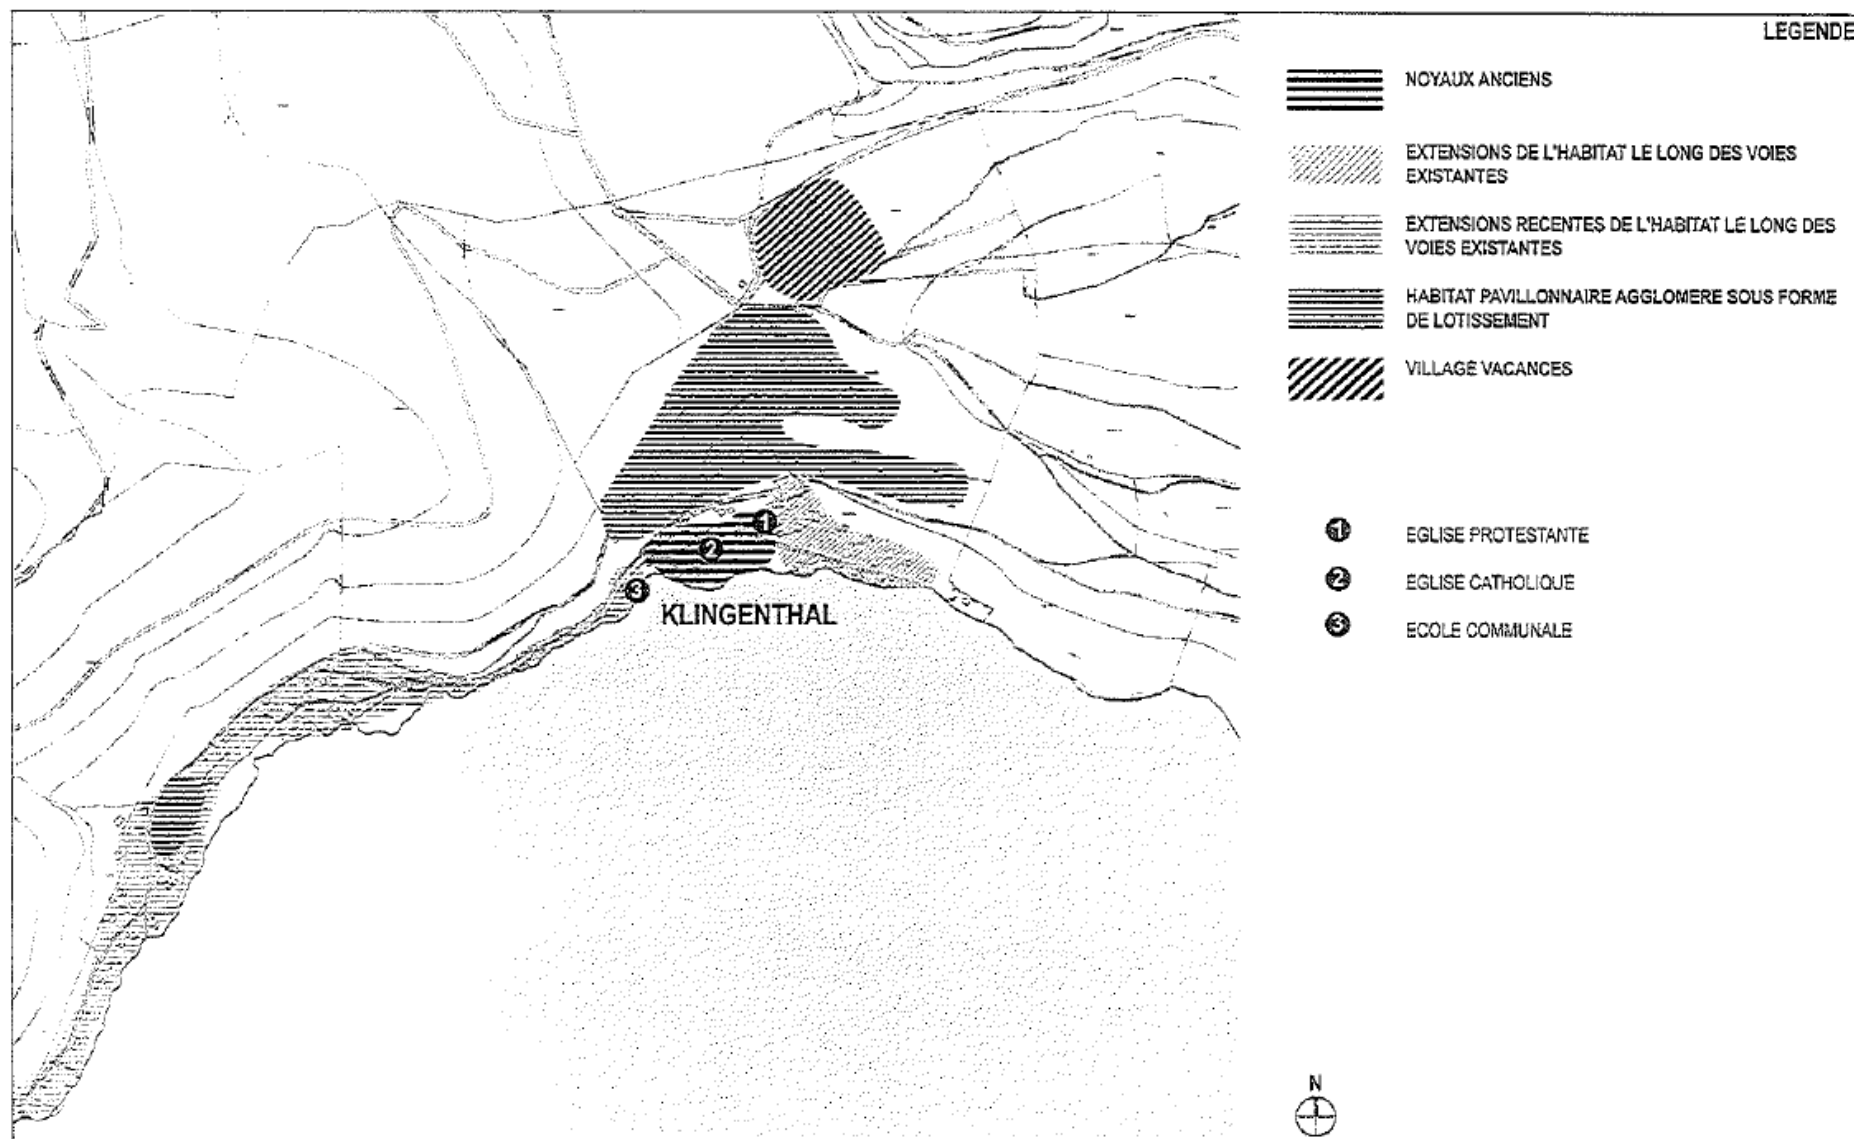 LEGENDE
NOYAUX ANCIENS
EXTENSIONS DE L'HABITAT LE LONG DES VOIES
EXISTANTES
EXTENSIONS RECENTES DE L'HABITAT LE LONG DES
VOIES EXISTANTES
HABITAT PAVILLONNAIRE AGGLOMERE SOUS FORME
DE LOTISSEMENT
VILLAGE VACANCES
1 EGLISE PROTESTANTE
2 EGLISE CATHOLIQUE
3 ECOLE COMMUNALE
1
2
3
KLINGENTHAL
N